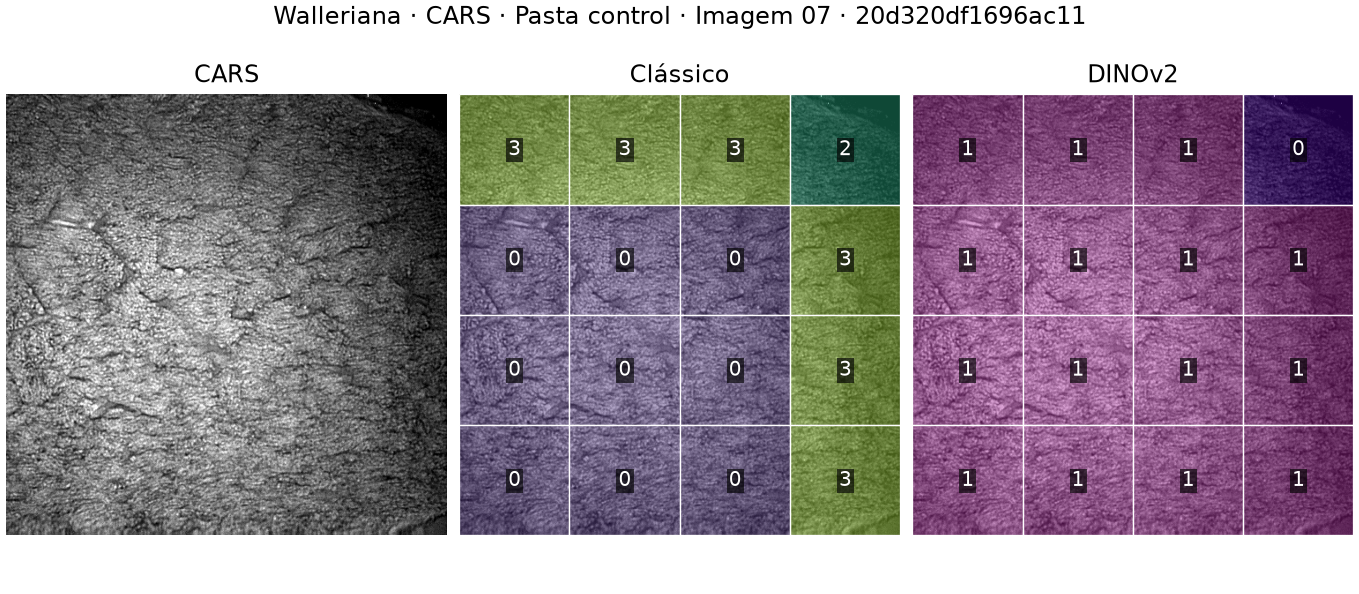 Walleriana · CARS · Pasta control · Imagem 07 · 20d320df1696ac11
CARS Clássico DINOv2
3 3 3 2 1 1 1 0
0 0 0 3 1 1 1 1
0 0 0 3 1 1 1 1
0 0 0 3 1 1 1 1